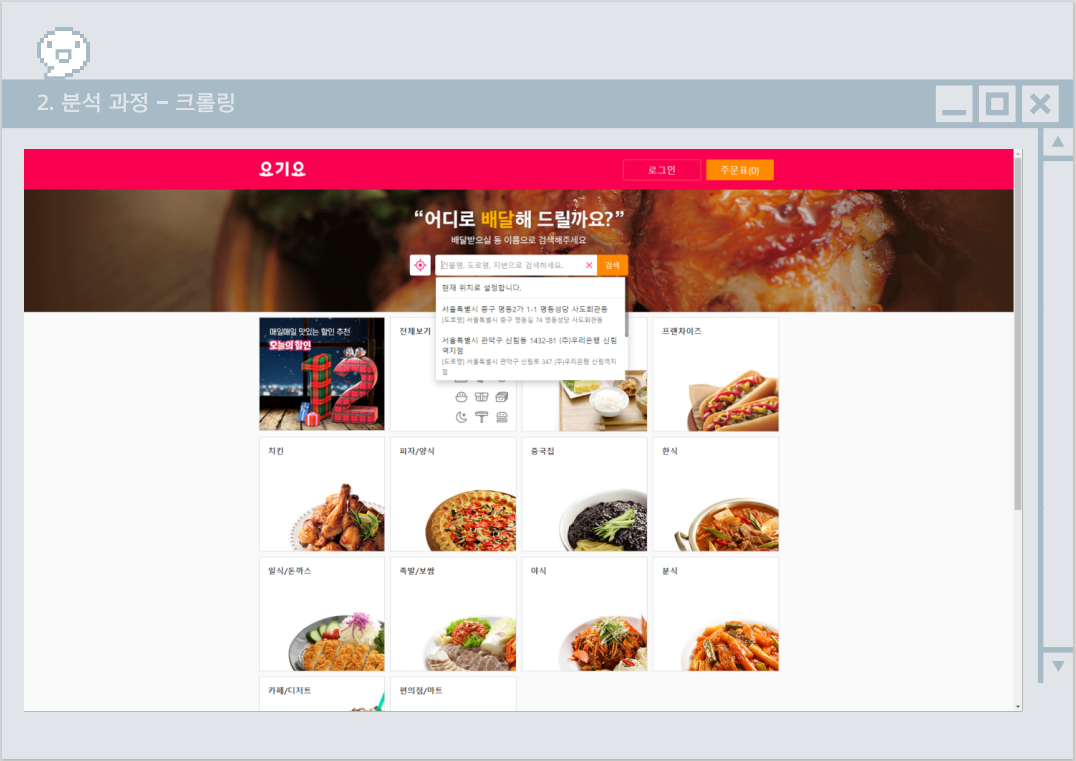 2. 분석 과정 – 크롤링
요기요
로그인
주문표(0)
“어디로 배달해 드릴까요?”
배달받으실 동 이름으로 검색해주세요
건물명, 도로명, 지번으로 검색하세요.
검색
현재 위치로 설정합니다.
서울특별시 중구 명동2가 1-1 명동성당 사도회관동
[도로명] 서울특별시 중구 명동길 74 명동성당 사도회관동
서울특별시 관악구 신림동 1432-81 (주)우리은행 신림
역지점
[도로명] 서울특별시 관악구 신림로 347 (주)우리은행 신림역지
점
매일매일 맛있는 할인 추천
오늘의 할인
12
전체보기
프랜차이즈
치킨
피자/양식
중국집
한식
일식/돈까스
족발/보쌈
야식
분식
카페/디저트
편의점/마트